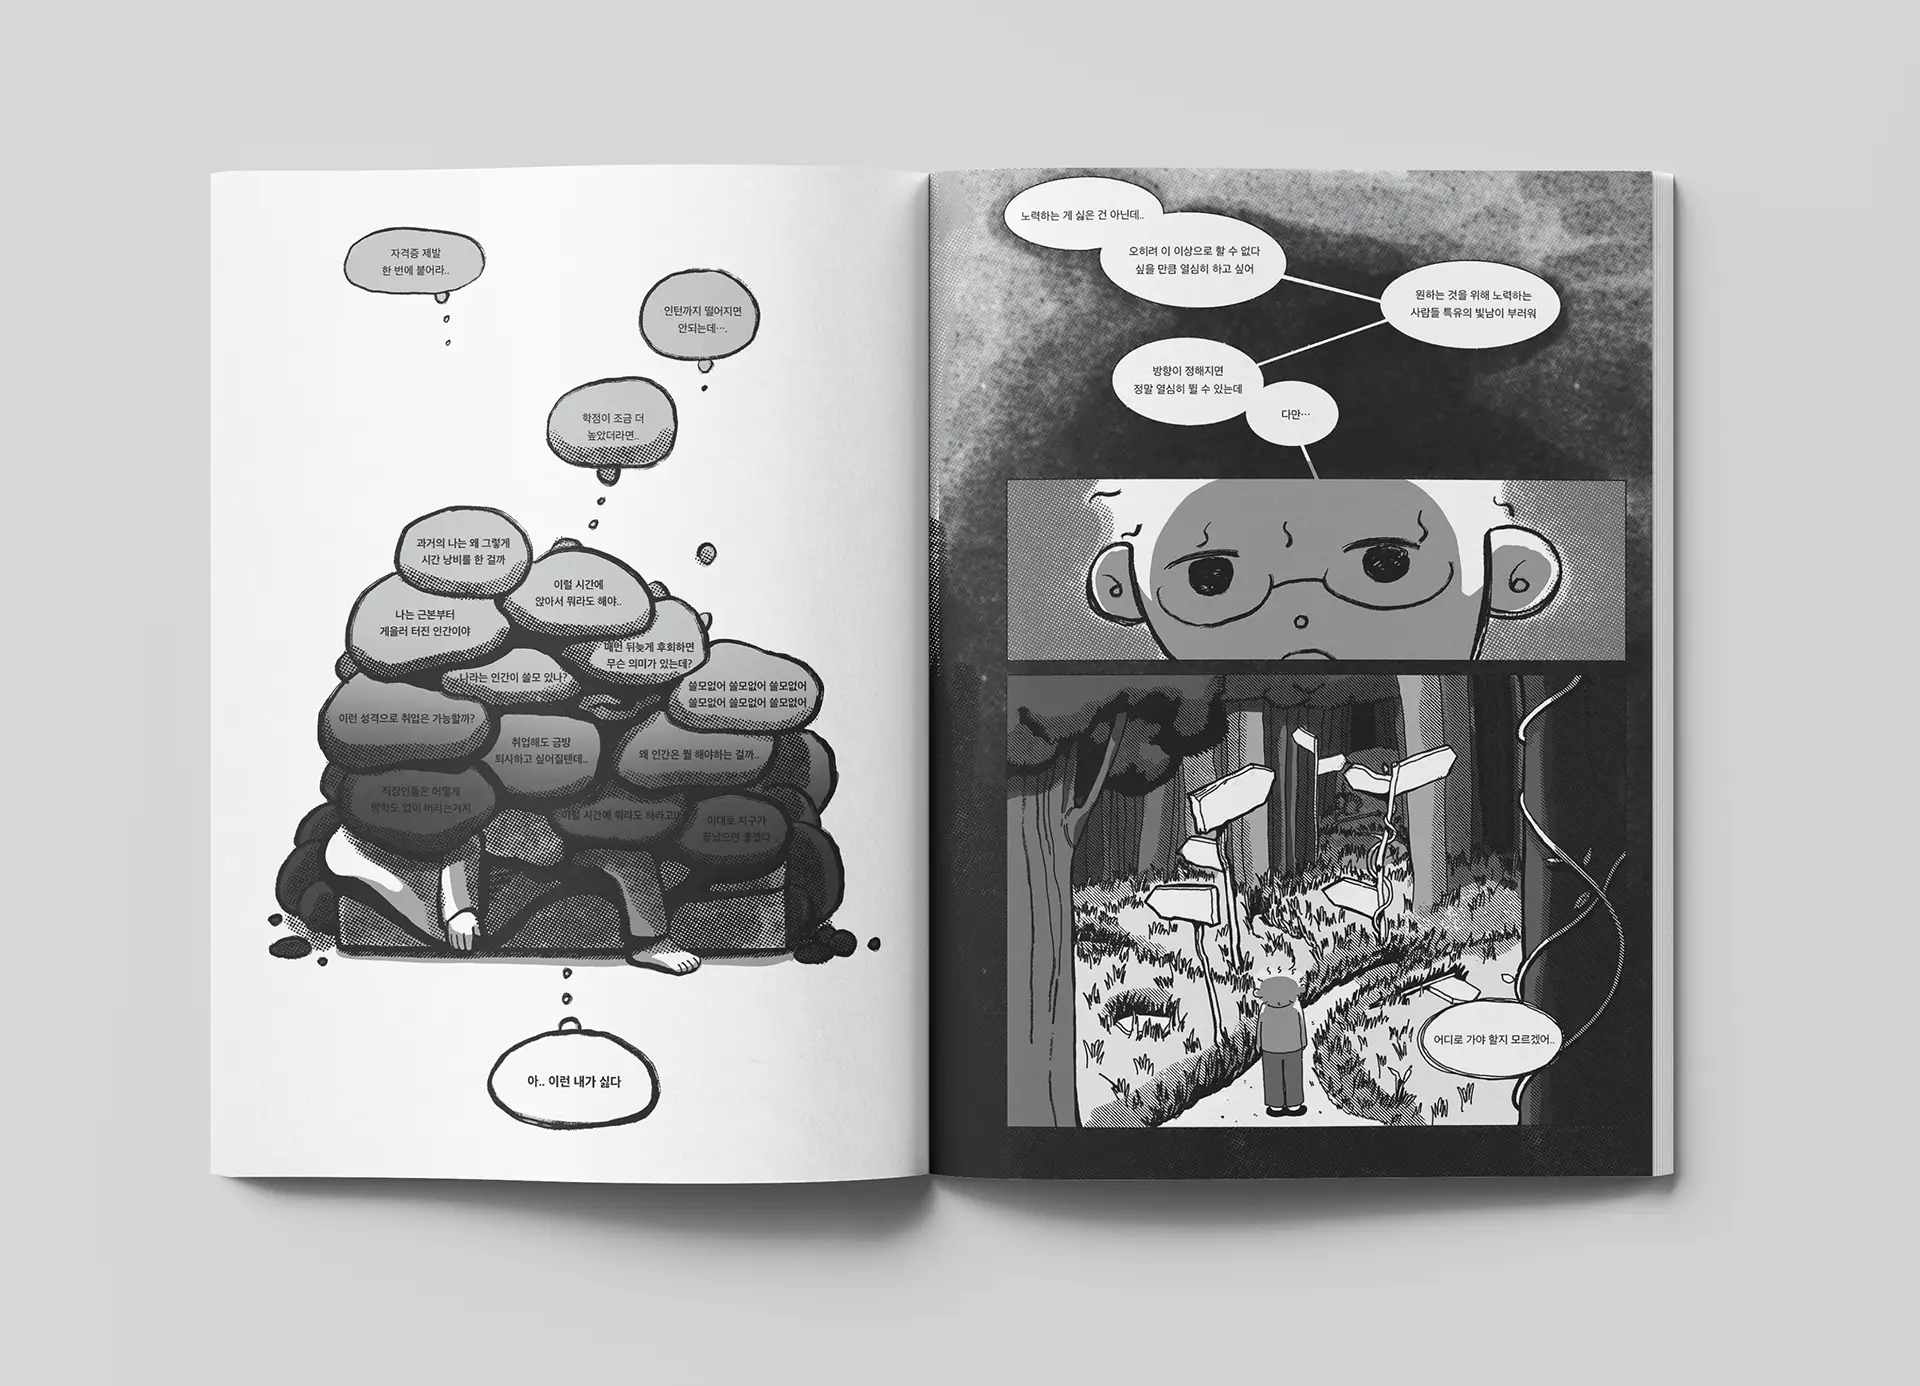 자격증 제발
한 번에 붙어라..
인턴까지 떨어지면
안되는데….
학점이 조금 더
높았더라면..
과거의 나는 왜 그렇게
시간 낭비를 한 걸까
이럴 시간에
앉아서 뭐라도 해야..
나는 근본부터
게을러 터진 인간이야
매번 뒤늦게 후회하면
무슨 의미가 있는데?
나라는 인간이 쓸모 있나?
쓸모없어 쓸모없어 쓸모없어
쓸모없어 쓸모없어 쓸모없어
이런 성격으로 취업은 가능할까?
취업해도 금방
퇴사하고 싶어질텐데..
왜 인간은 뭘 해야하는 걸까..
직장인들은 어떻게
방학도 없이 버티는거지
이럴 시간에 뭐라도 하라고!!
이대로 지구가
끝났으면 좋겠다
아.. 이런 내가 싫다
노력하는 게 싫은 건 아닌데..
오히려 이 이상으로 할 수 없다
싶을 만큼 열심히 하고 싶어
원하는 것을 위해 노력하는
사람들 특유의 빛남이 부러워
방향이 정해지면
정말 열심히 뛸 수 있는데
다만…
어디로 가야 할지 모르겠어..